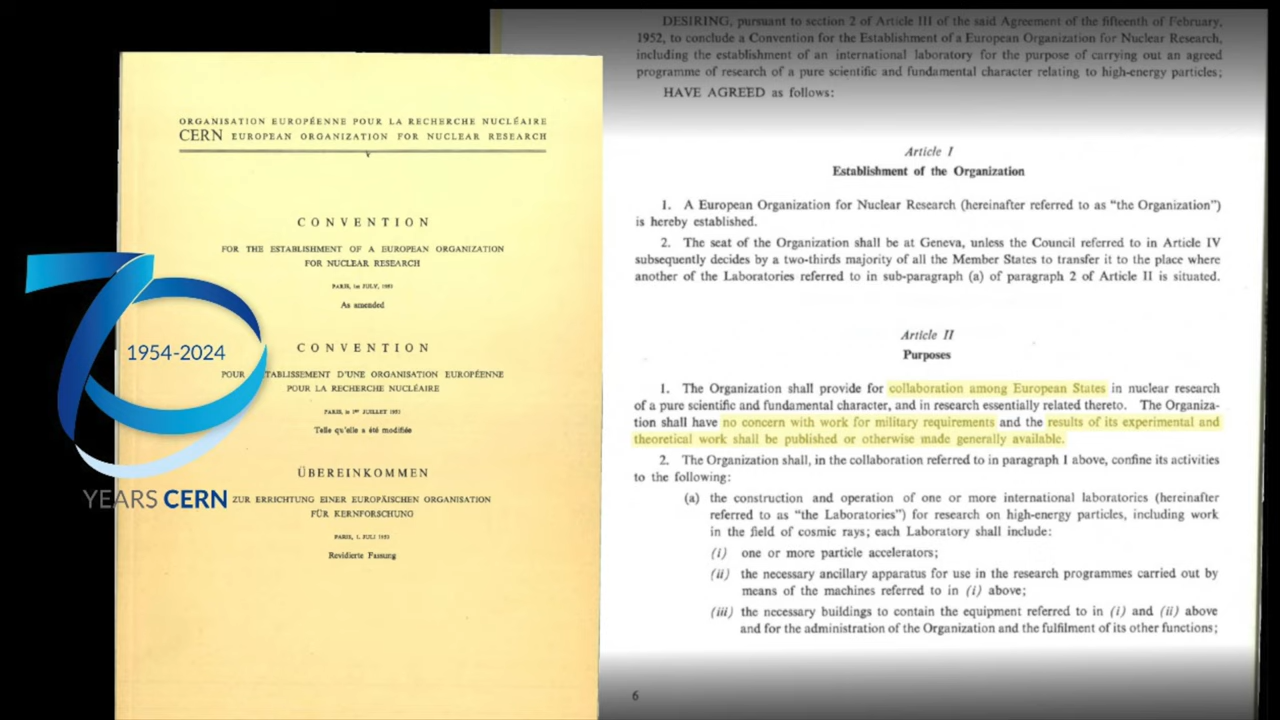 ORGANISATION EUROPÉENNE POUR LA RECHERCHE NUCLÉAIRE
CERN EUROPEAN ORGANIZATION FOR NUCLEAR RESEARCH
CONVENTION
FOR THE ESTABLISHMENT OF A EUROPEAN ORGANIZATION
FOR NUCLEAR RESEARCH
PARIS, 1st JULY, 1953
As amended
CONVENTION
POUR L'ÉTABLISSEMENT D'UNE ORGANISATION EUROPÉENNE
POUR LA RECHERCHE NUCLÉAIRE
PARIS, le 1er JUILLET 1953
Telle qu'elle a été modifiée
ÜBEREINKOMMEN
ZUR ERRICHTUNG EINER EUROPÄISCHEN ORGANISATION
FÜR KERNFORSCHUNG
PARIS, 1. JULI 1953
Revidierte Fassung
70
1954-2024
YEARS CERN
DESIRING, pursuant to section 2 of Article III of the said Agreement of the fifteenth of February,
1952, to conclude a Convention for the Establishment of a European Organization for Nuclear Research,
including the establishment of an international laboratory for the purpose of carrying out an agreed
programme of research of a pure scientific and fundamental character relating to high-energy particles;
HAVE AGREED as follows:
Article I
Establishment of the Organization
1. A European Organization for Nuclear Research (hereinafter referred to as “the Organization”)
is hereby established.
2. The seat of the Organization shall be at Geneva, unless the Council referred to in Article IV
subsequently decides by a two-thirds majority of all the Member States to transfer it to the place where
another of the Laboratories referred to in sub-paragraph (a) of paragraph 2 of Article II is situated.
Article II
Purposes
1. The Organization shall provide for collaboration among European States in nuclear research
of a pure scientific and fundamental character, and in research essentially related thereto. The Organiza-
tion shall have no concern with work for military requirements and the results of its experimental and
theoretical work shall be published or otherwise made generally available.
2. The Organization shall, in the collaboration referred to in paragraph 1 above, confine its activities
to the following:
(a) the construction and operation of one or more international laboratories (hereinafter
referred to as “the Laboratories”) for research on high-energy particles, including work
in the field of cosmic rays; each Laboratory shall include:
(i) one or more particle accelerators;
(ii) the necessary ancillary apparatus for use in the research programmes carried out by
means of the machines referred to in (i) above;
(iii) the necessary buildings to contain the equipment referred to in (i) and (ii) above
and for the administration of the Organization and the fulfilment of its other functions;
6